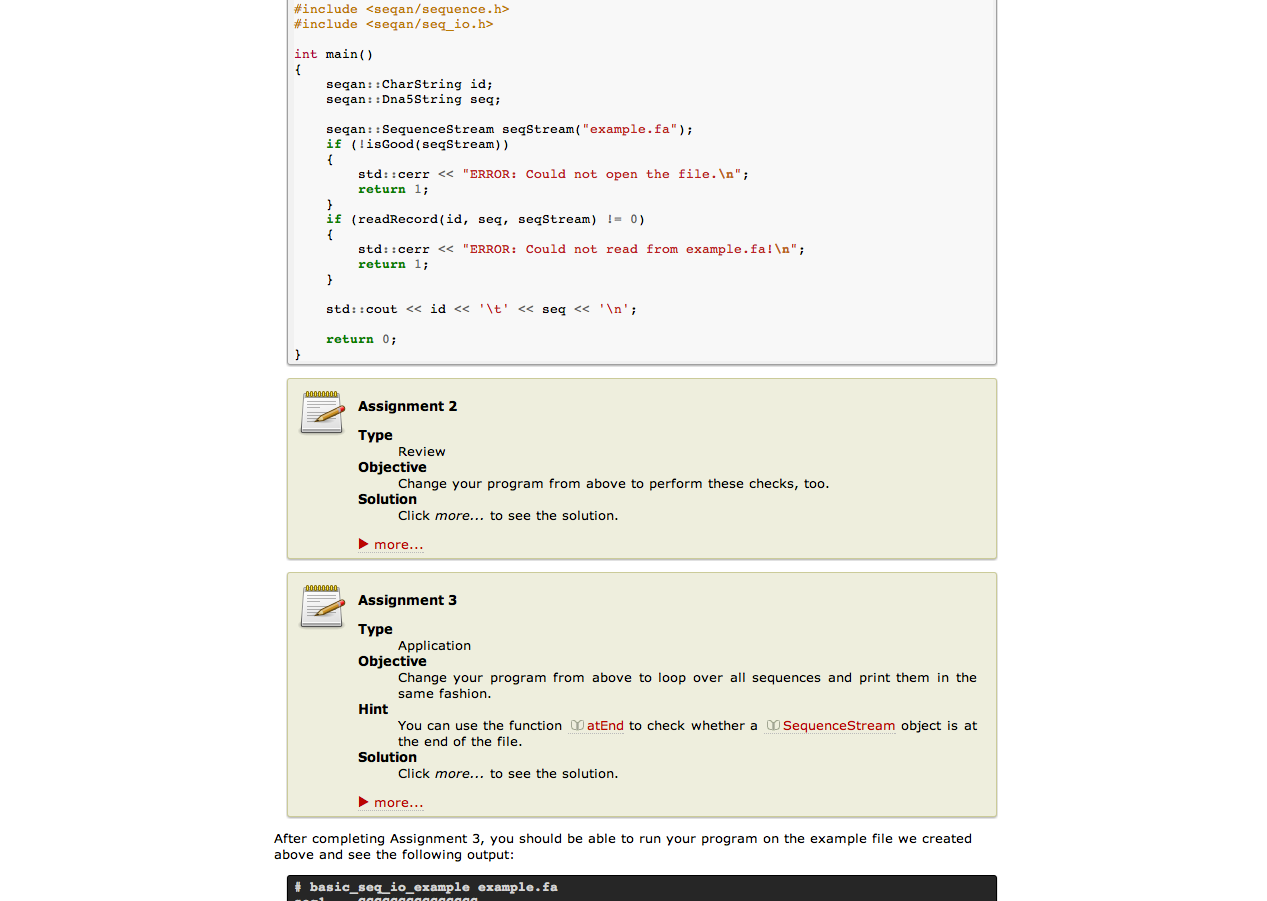 #include <seqan/sequence.h>
#include <seqan/seq_io.h>
int main()
{
    seqan::CharString id;
    seqan::Dna5String seq;
    seqan::SequenceStream seqStream("example.fa");
    if (!isGood(seqStream))
    {
        std::cerr << "ERROR: Could not open the file.\n";
        return 1;
    }
    if (readRecord(id, seq, seqStream) != 0)
    {
        std::cerr << "ERROR: Could not read from example.fa!\n";
        return 1;
    }
    std::cout << id << '\t' << seq << '\n';
    return 0;
}
Assignment 2
Type
Review
Objective
Change your program from above to perform these checks, too.
Solution
Click more... to see the solution.
more...
Assignment 3
Type
Application
Objective
Change your program from above to loop over all sequences and print them in the
same fashion.
Hint
You can use the function atEnd to check whether a SequenceStream object is at
the end of the file.
Solution
Click more... to see the solution.
more...
After completing Assignment 3, you should be able to run your program on the example file we created
above and see the following output:
# basic_seq_io_example example.fa